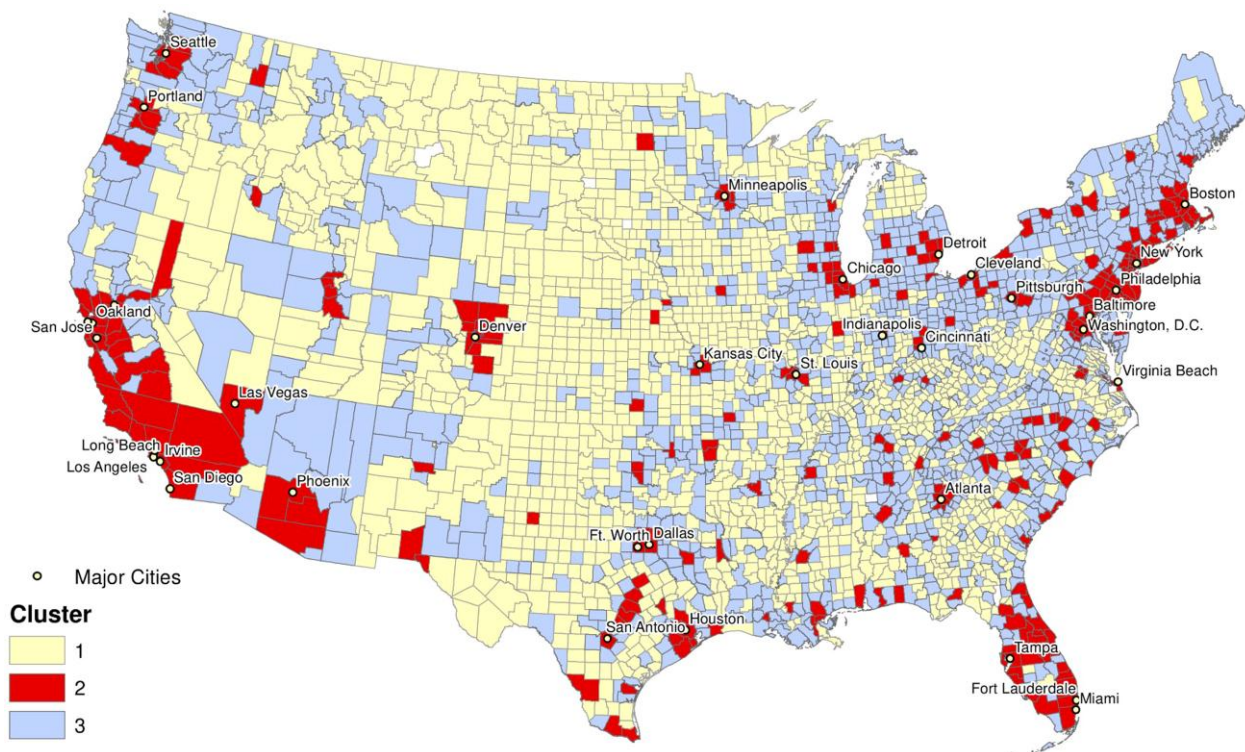 Seattle
Portland
Minneapolis
Boston
Detroit
New York
Cleveland
Chicago
Philadelphia
Pittsburgh
Oakland
Baltimore
San Jose
Denver
Indianapolis
Washington, D.C.
Cincinnati
Kansas City
St. Louis
Virginia Beach
Las Vegas
Long Beach
Irvine
Los Angeles
San Diego
Phoenix
Atlanta
Ft. Worth Dallas
Major Cities
Cluster
Houston
San Antonio
1
Tampa
2
Fort Lauderdale
Miami
3